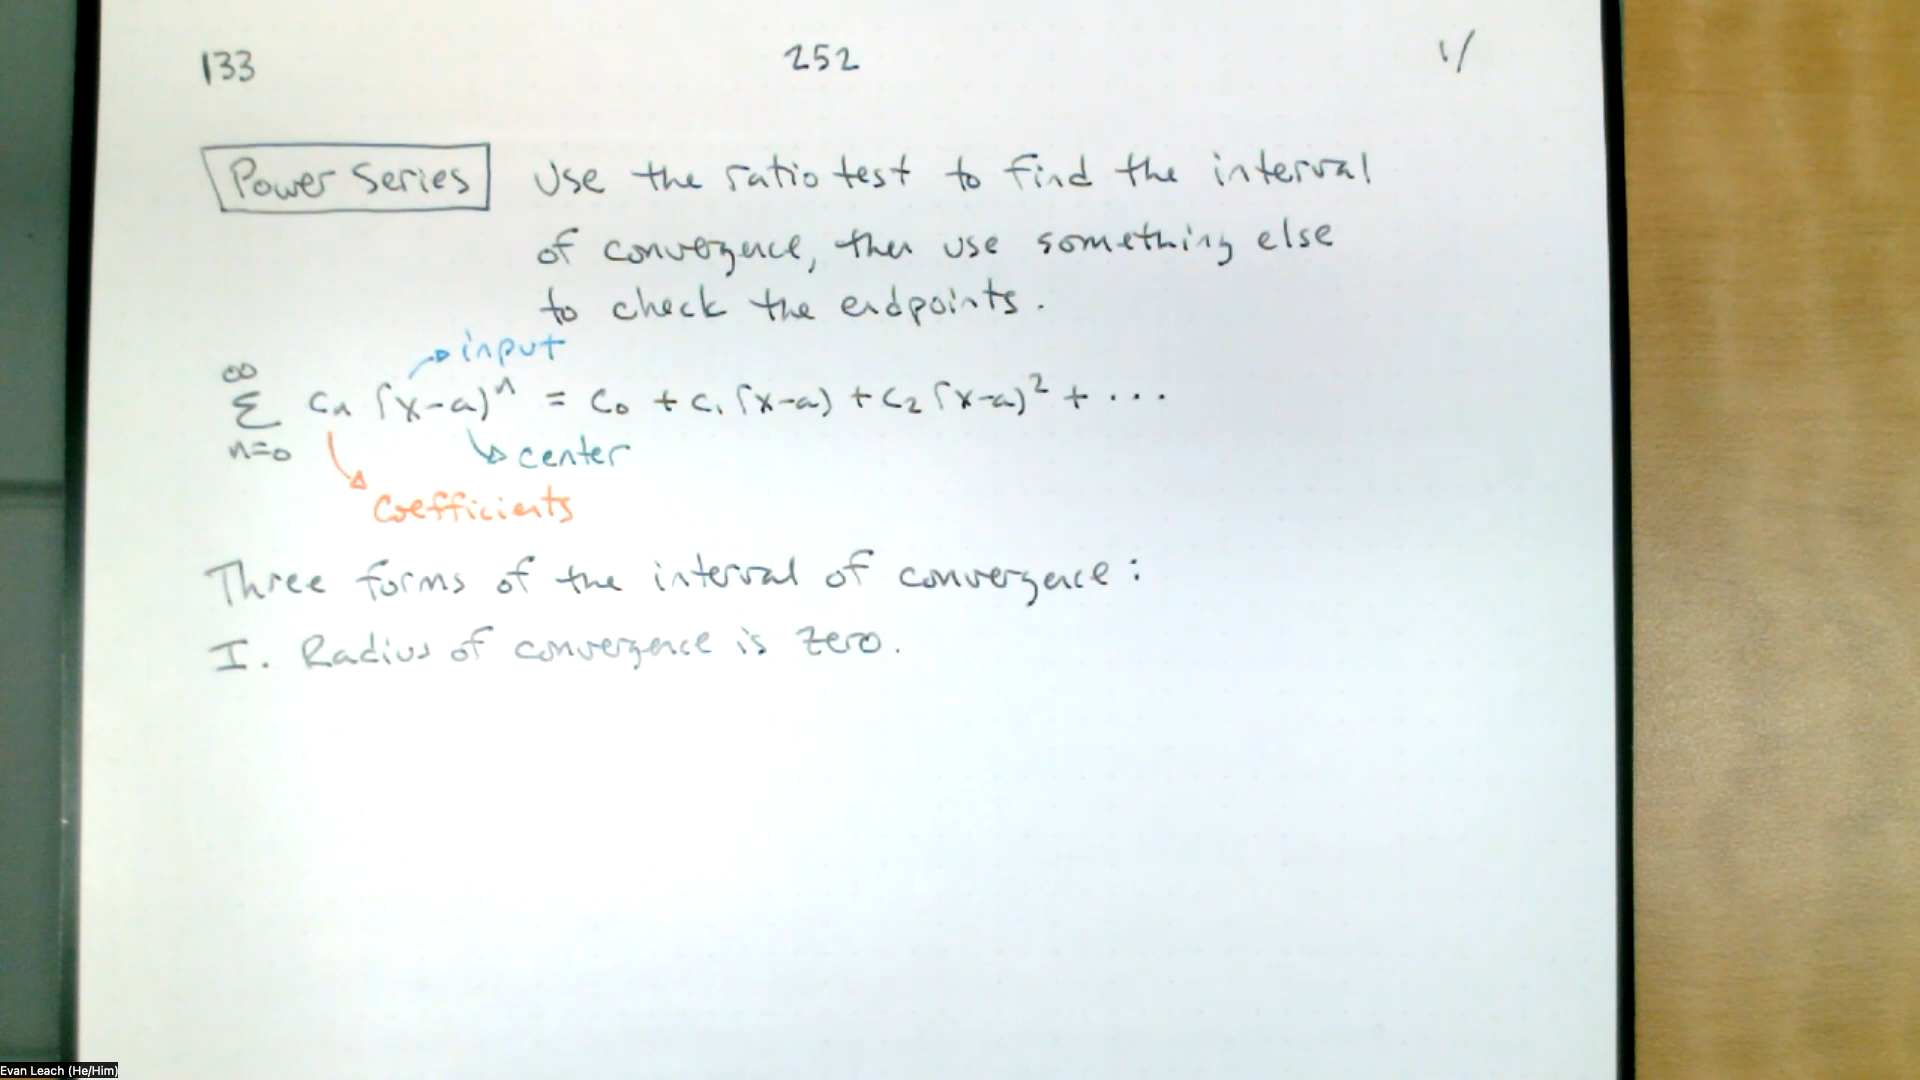 133 252 1/
Power Series Use the ratio test to find the interval
of convergence, then use something else
to check the endpoints.
input
∞
Σ cₙ (x-a)ⁿ = c₀ + c₁(x-a) + c₂(x-a)² + ...
n=0
center
coefficients
Three forms of the interval of convergence:
I. Radius of convergence is zero.
Evan Leach (He/Him)